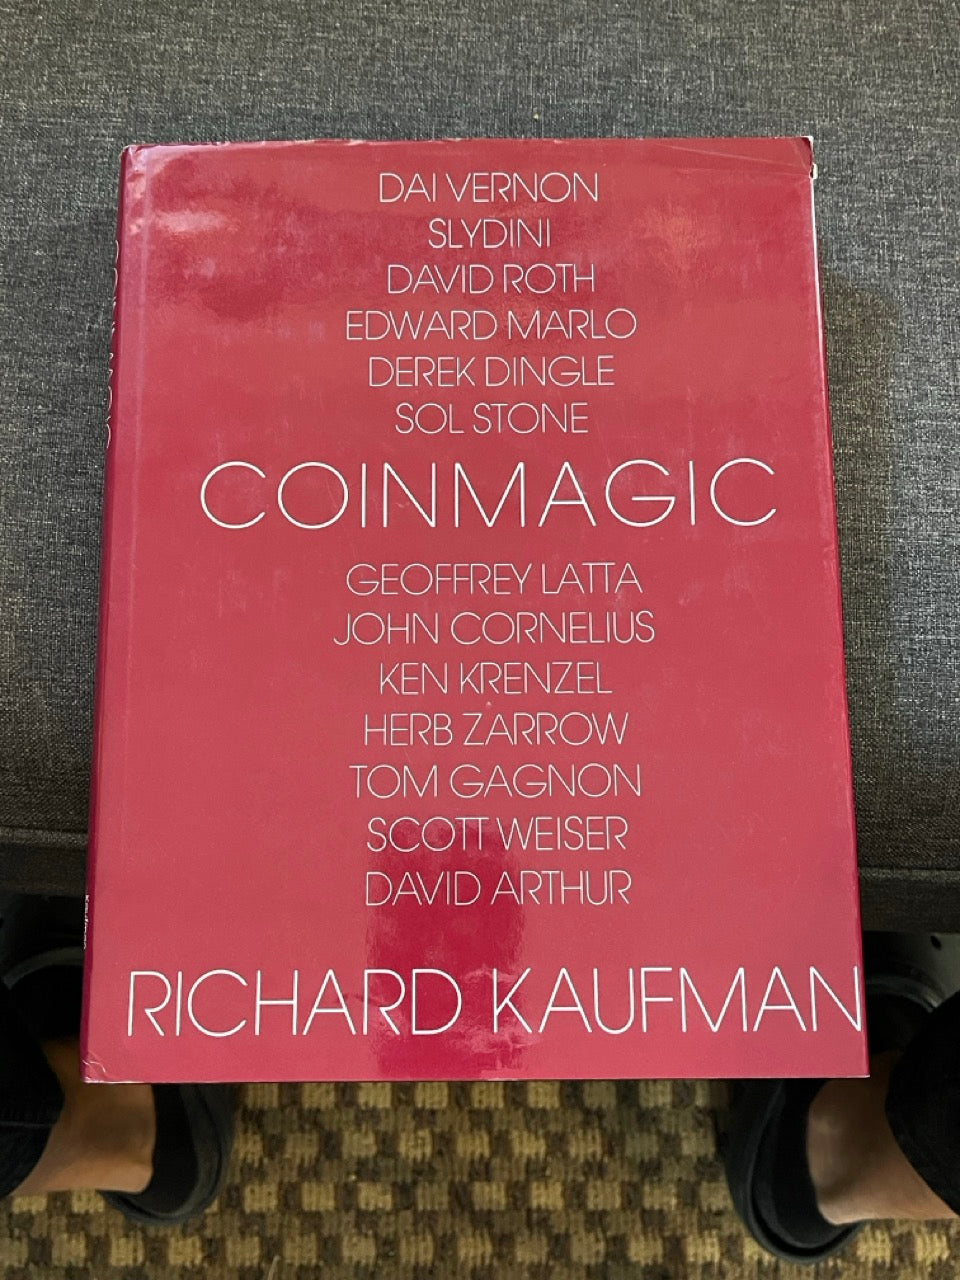 DAI VERNON
SLYDINI
DAVID ROTH
EDWARD MARLO
DEREK DINGLE
SOL STONE
COINMAGIC
GEOFFREY LATTA
JOHN CORNELIUS
KEN KRENZEL
HERB ZARROW
TOM GAGNON
SCOTT WEISER
DAVID ARTHUR
RICHARD KAUFMAN
Kaufman